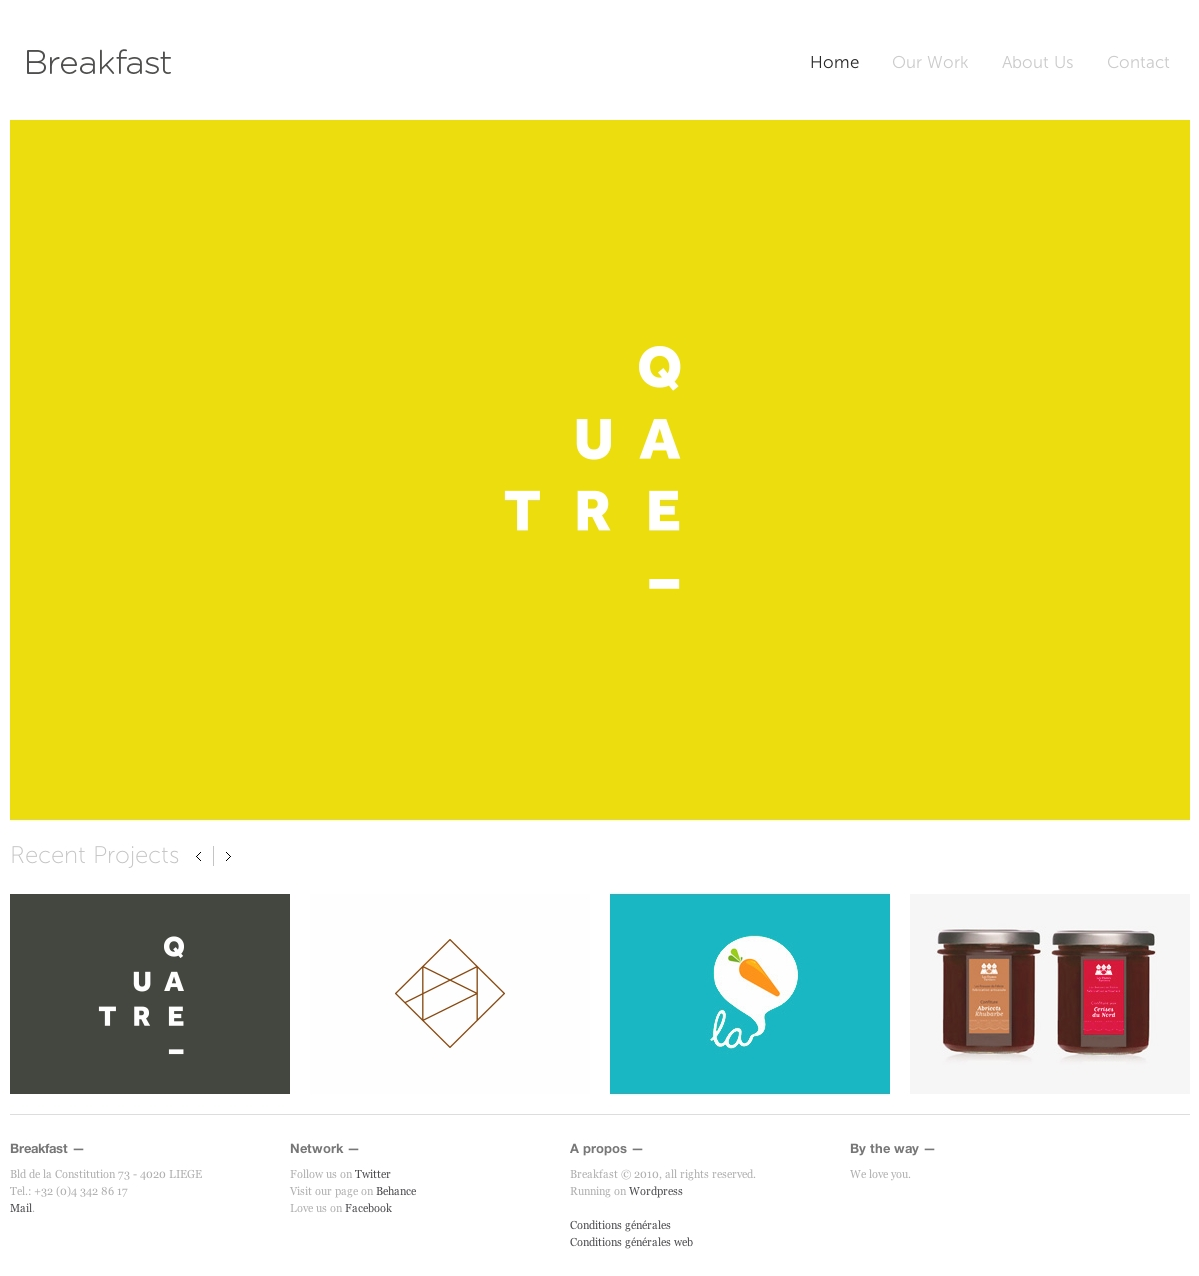 Breakfast
Home Our Work About Us Contact
Q
U A
T R E
–
Recent Projects
Q
U A
T R E
–
la
Abricots
Rhubarbe
Cerises
du Nord
Breakfast —
Bld de la Constitution 73 - 4020 LIEGE
Tel.: +32 (0)4 342 86 17
Mail.
Network —
Follow us on Twitter
Visit our page on Behance
Love us on Facebook
A propos —
Breakfast © 2010, all rights reserved.
Running on Wordpress
Conditions générales
Conditions générales web
By the way —
We love you.